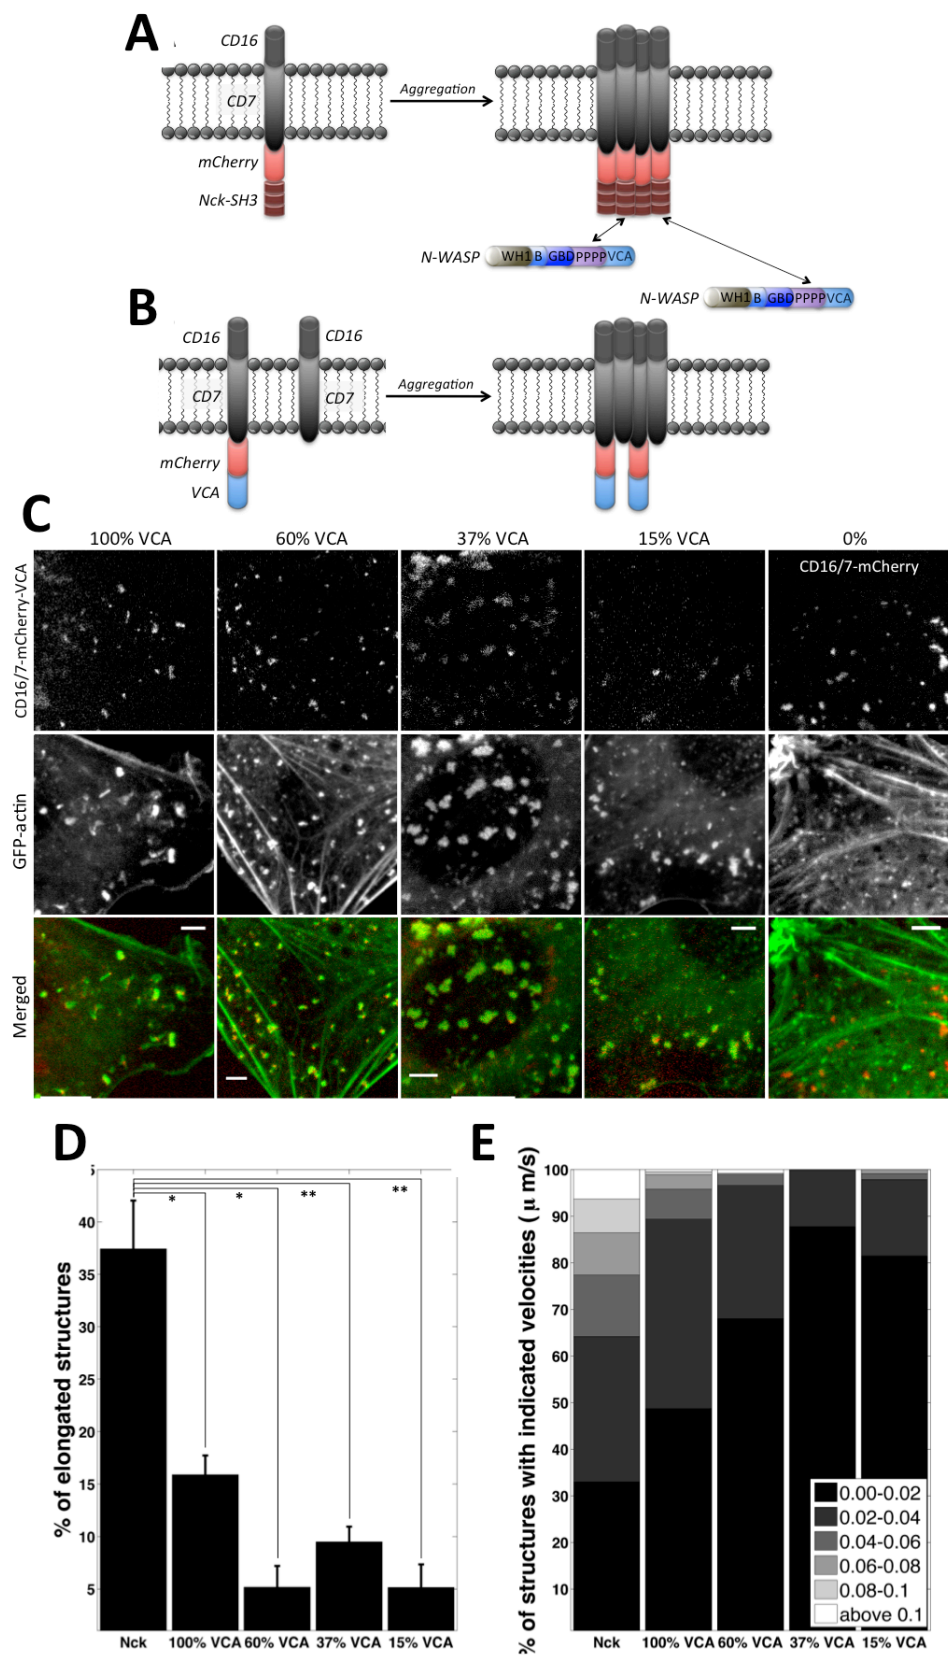 A
CD16
CD7
Aggregation
mCherry
Nck-SH3
N-WASP
WH1 B GBD PPPP VCA
N-WASP
WH1 B GBD PPPP VCA
B
CD16
CD16
CD7
CD7
Aggregation
mCherry
VCA
C
100% VCA
60% VCA
37% VCA
15% VCA
0%
CD16/7-mCherry
CD16/7-mCherry-VCA
GFP-actin
Merged
D
% of elongated structures
5
40
35
30
25
20
15
10
5
*
*
**
**
Nck
100% VCA
60% VCA
37% VCA
15% VCA
E
% of structures with indicated velocities ( μ m/s)
100
90
80
70
60
50
40
30
20
10
0.00-0.02
0.02-0.04
0.04-0.06
0.06-0.08
0.08-0.1
above 0.1
Nck
100% VCA
60% VCA
37% VCA
15% VCA